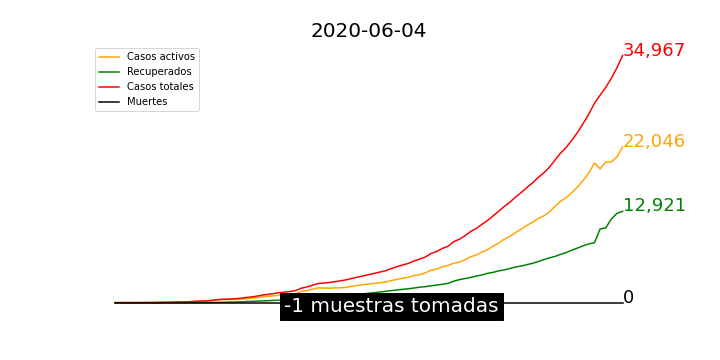 2020-06-04
Casos activos
Recuperados
Casos totales
Muertes
34,967
22,046
12,921
0
-1 muestras tomadas